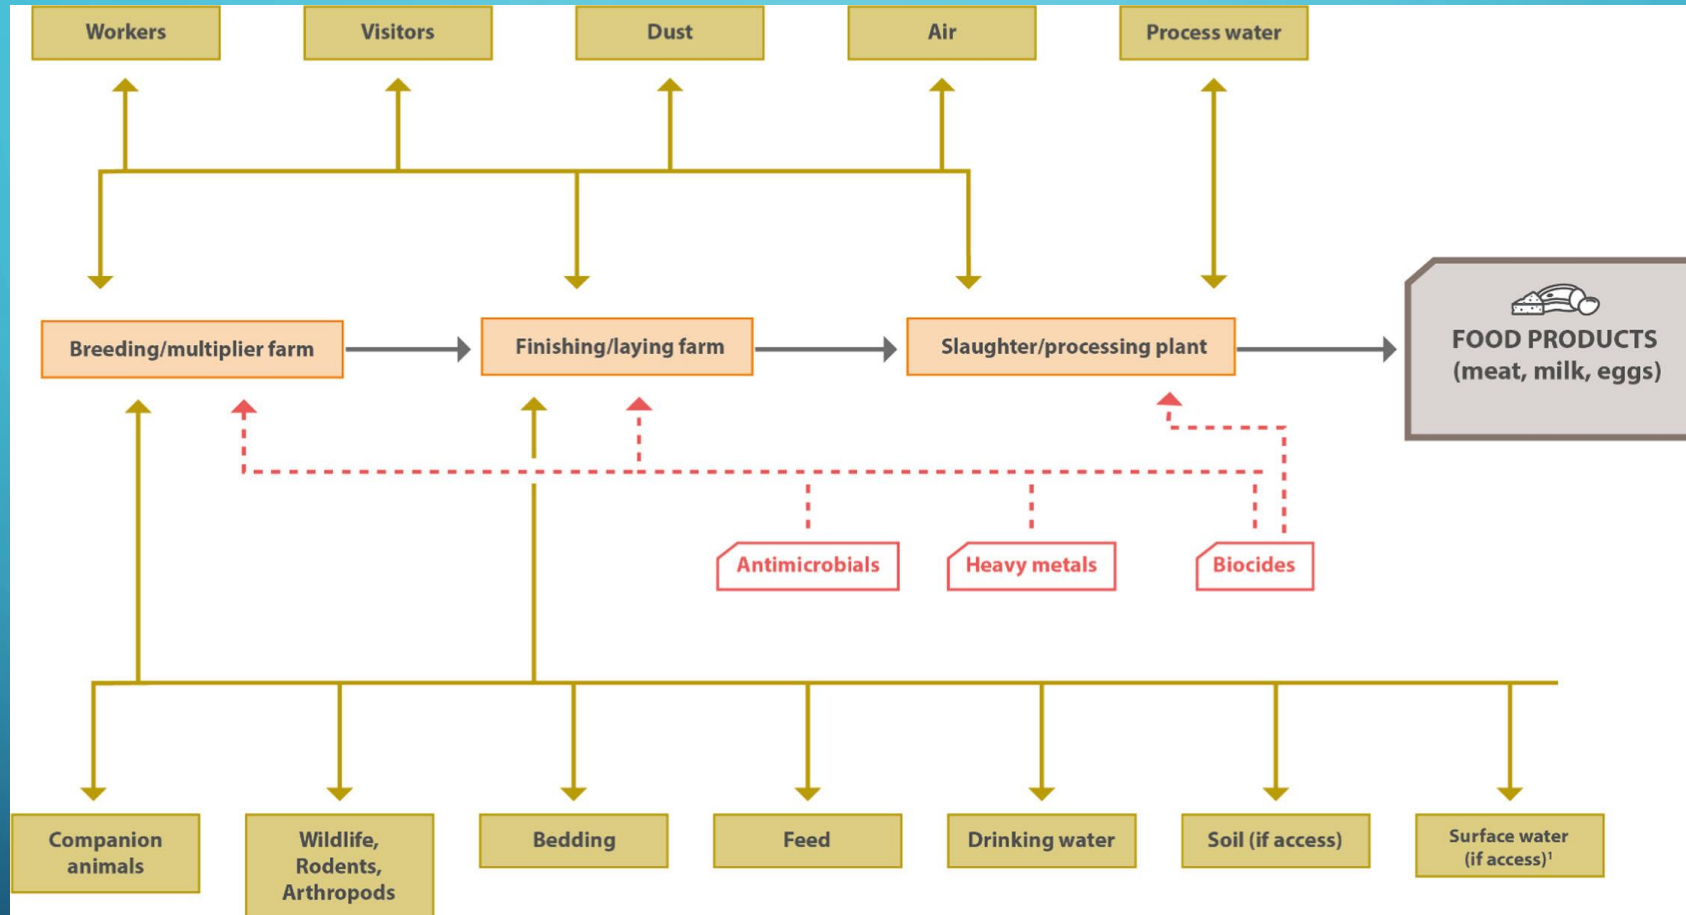 Workers
Visitors
Dust
Air
Process water
Breeding/multiplier farm
Finishing/laying farm
Slaughter/processing plant
FOOD PRODUCTS
(meat, milk, eggs)
Antimicrobials
Heavy metals
Biocides
Companion
animals
Wildlife,
Rodents,
Arthropods
Bedding
Feed
Drinking water
Soil (if access)
Surface water
(if access)¹